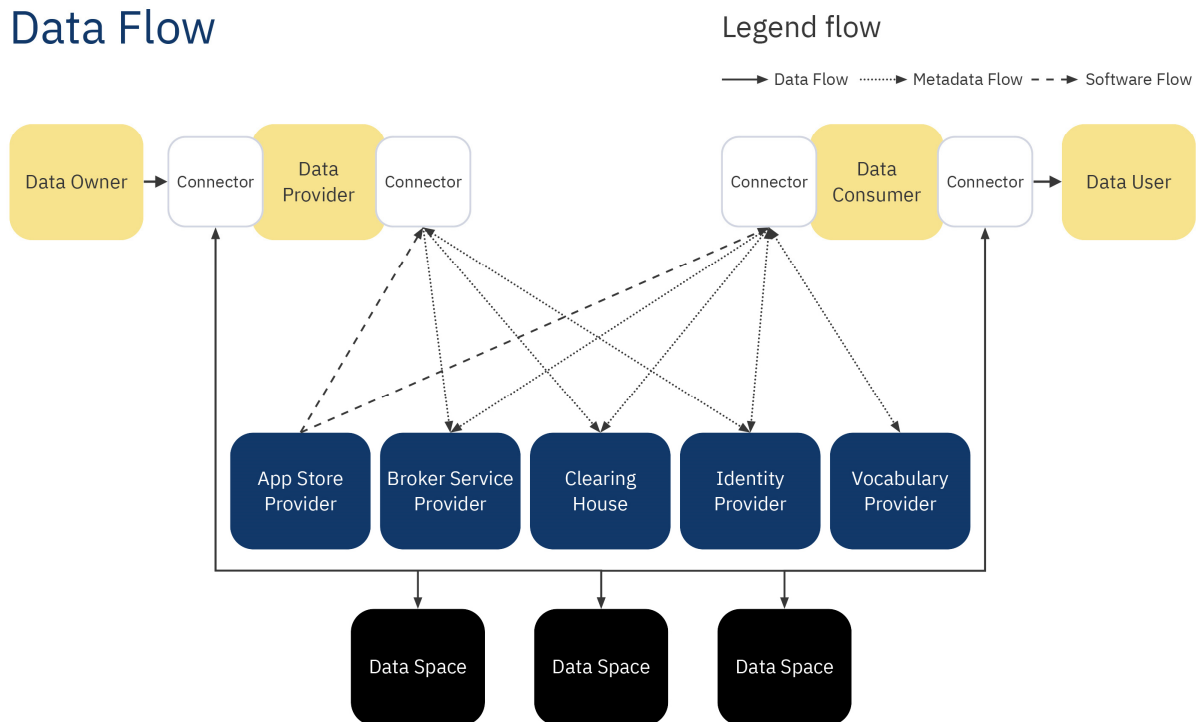 Data Flow
Legend flow
Data Flow
Metadata Flow
Software Flow
Data Owner
Connector
Data
Provider
Connector
Connector
Data
Consumer
Connector
Data User
App Store
Provider
Broker Service
Provider
Clearing
House
Identity
Provider
Vocabulary
Provider
Data Space
Data Space
Data Space